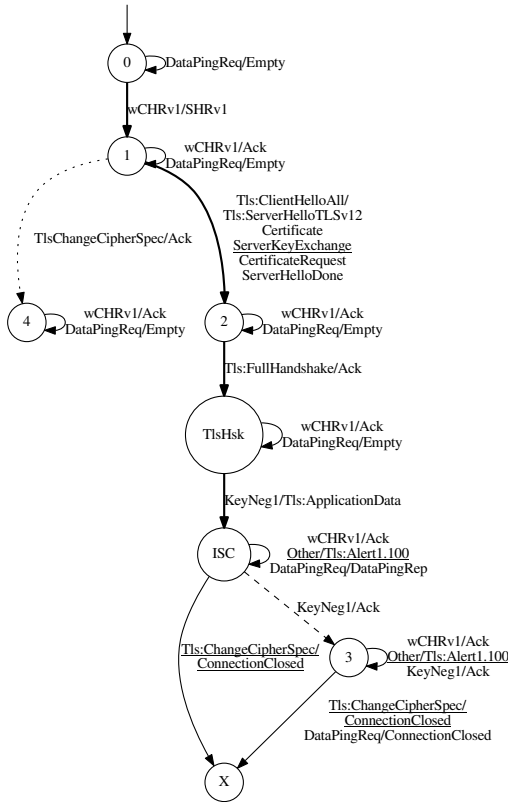 0
DataPingReq/Empty
wCHRv1/SHRv1
1
wCHRv1/Ack
DataPingReq/Empty
Tls:ClientHelloAll/
Tls:ServerHelloTLSv12
Certificate
ServerKeyExchange
CertificateRequest
ServerHelloDone
TlsChangeCipherSpec/Ack
4
wCHRv1/Ack
DataPingReq/Empty
2
wCHRv1/Ack
DataPingReq/Empty
Tls:FullHandshake/Ack
TlsHsk
wCHRv1/Ack
DataPingReq/Empty
KeyNeg1/Tls:ApplicationData
ISC
wCHRv1/Ack
Other/Tls:Alert1.100
DataPingReq/DataPingRep
KeyNeg1/Ack
Tls:ChangeCipherSpec/
ConnectionClosed
3
wCHRv1/Ack
Other/Tls:Alert1.100
KeyNeg1/Ack
Tls:ChangeCipherSpec/
ConnectionClosed
DataPingReq/ConnectionClosed
X